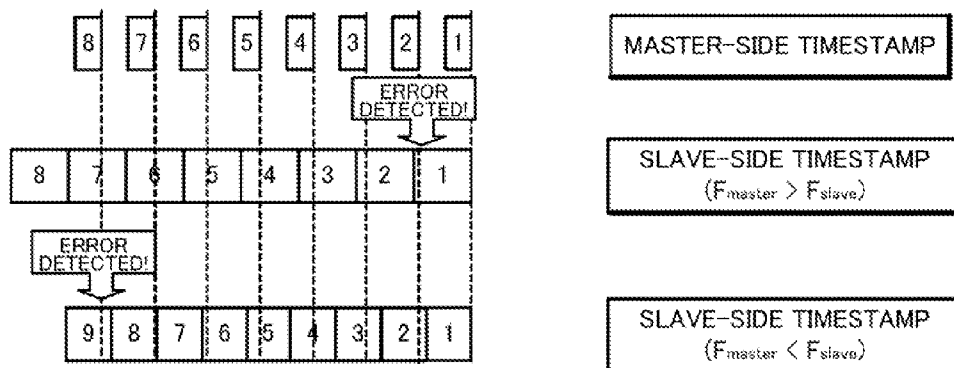 8 7 6 5 4 3 2 1
MASTER-SIDE TIMESTAMP
ERROR
DETECTED!
8 7 6 5 4 3 2 1
SLAVE-SIDE TIMESTAMP
(Fmaster > Fslave)
ERROR
DETECTED!
9 8 7 6 5 4 3 2 1
SLAVE-SIDE TIMESTAMP
(Fmaster < Fslave)